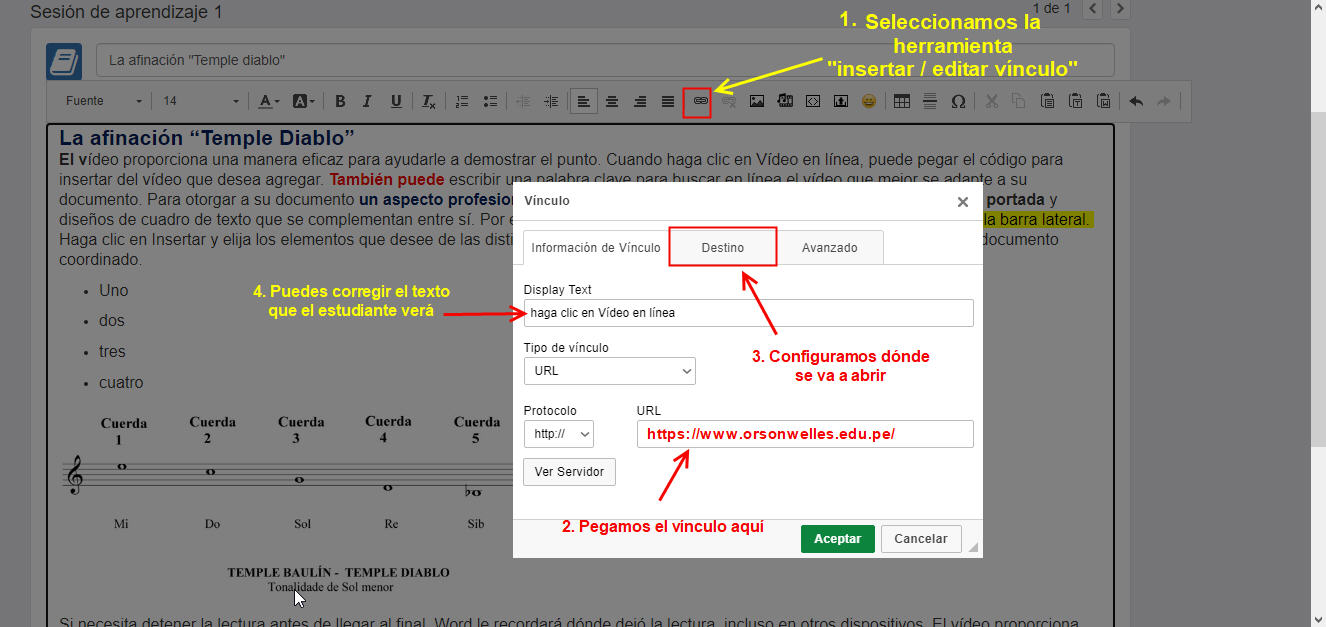 Sesión de aprendizaje 1
1 de 1
1. Seleccionamos la
herramienta
"insertar / editar vínculo"
La afinación "Temple diablo"
Fuente 14
La afinación “Temple Diablo”
El vídeo proporciona una manera eficaz para ayudarle a demostrar el punto. Cuando haga clic en Vídeo en línea, puede pegar el código para
insertar del vídeo que desea agregar. También puede escribir una palabra clave para buscar en línea el vídeo que mejor se adapte a su
documento. Para otorgar a su documento un aspecto profesion portada y
diseños de cuadro de texto que se complementan entre sí. Por e la barra lateral.
Haga clic en Insertar y elija los elementos que desee de las disti documento
coordinado.
Uno
dos
tres
cuatro
4. Puedes corregir el texto
que el estudiante verá
Vínculo
Información de Vínculo Destino Avanzado
Display Text
haga clic en Vídeo en línea
3. Configuramos dónde
se va a abrir
Tipo de vínculo
URL
Protocolo URL
http:// https://www.orsonwelles.edu.pe/
Ver Servidor
2. Pegamos el vínculo aquí
Aceptar Cancelar
Cuerda Cuerda Cuerda Cuerda Cuerda
1 2 3 4 5
Mi Do Sol Re Sib
TEMPLE BAULÍN - TEMPLE DIABLO
Tonalidade de Sol menor
Si necesita detener la lectura antes de llegar al final, Word le recordará dónde dejó la lectura, incluso en otros dispositivos. El vídeo proporciona